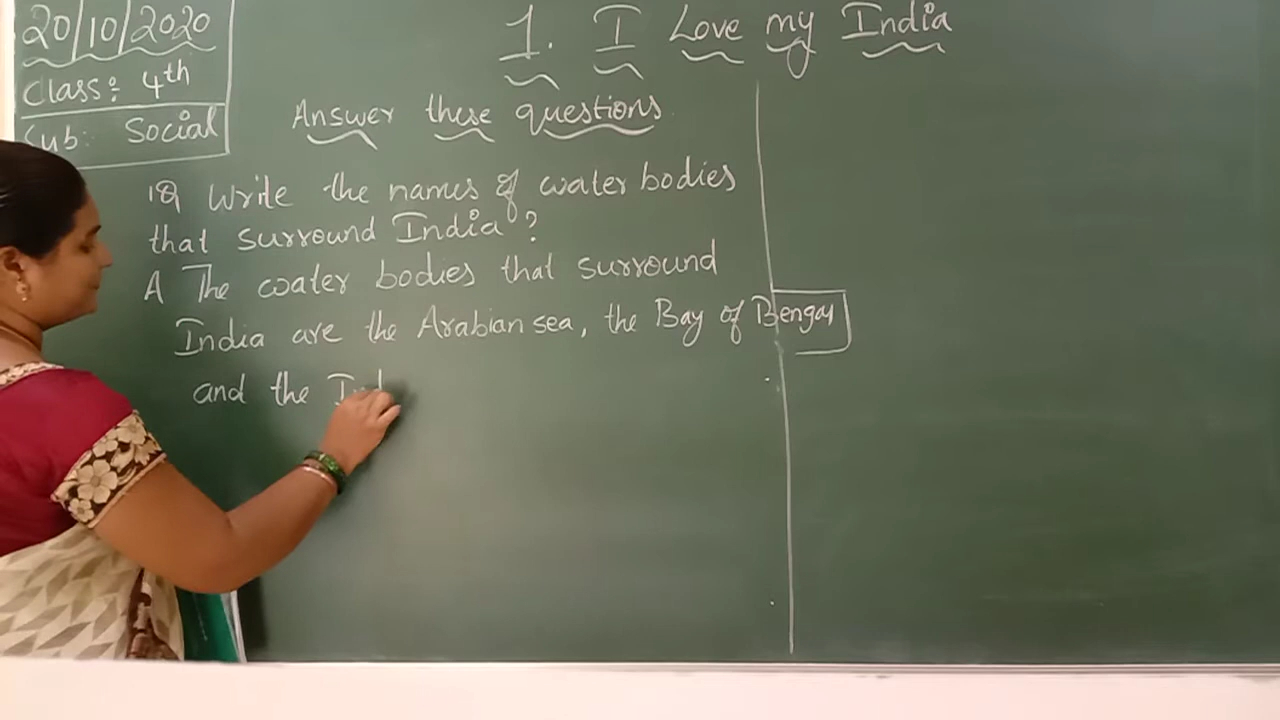 20/10/2020
Class: 4th
Sub: Social
1. I Love my India
Answer these questions
1Q Write the names of water bodies
that surround India?
A The water bodies that surround
India are the Arabian sea, the Bay of Bengal
and the Ind